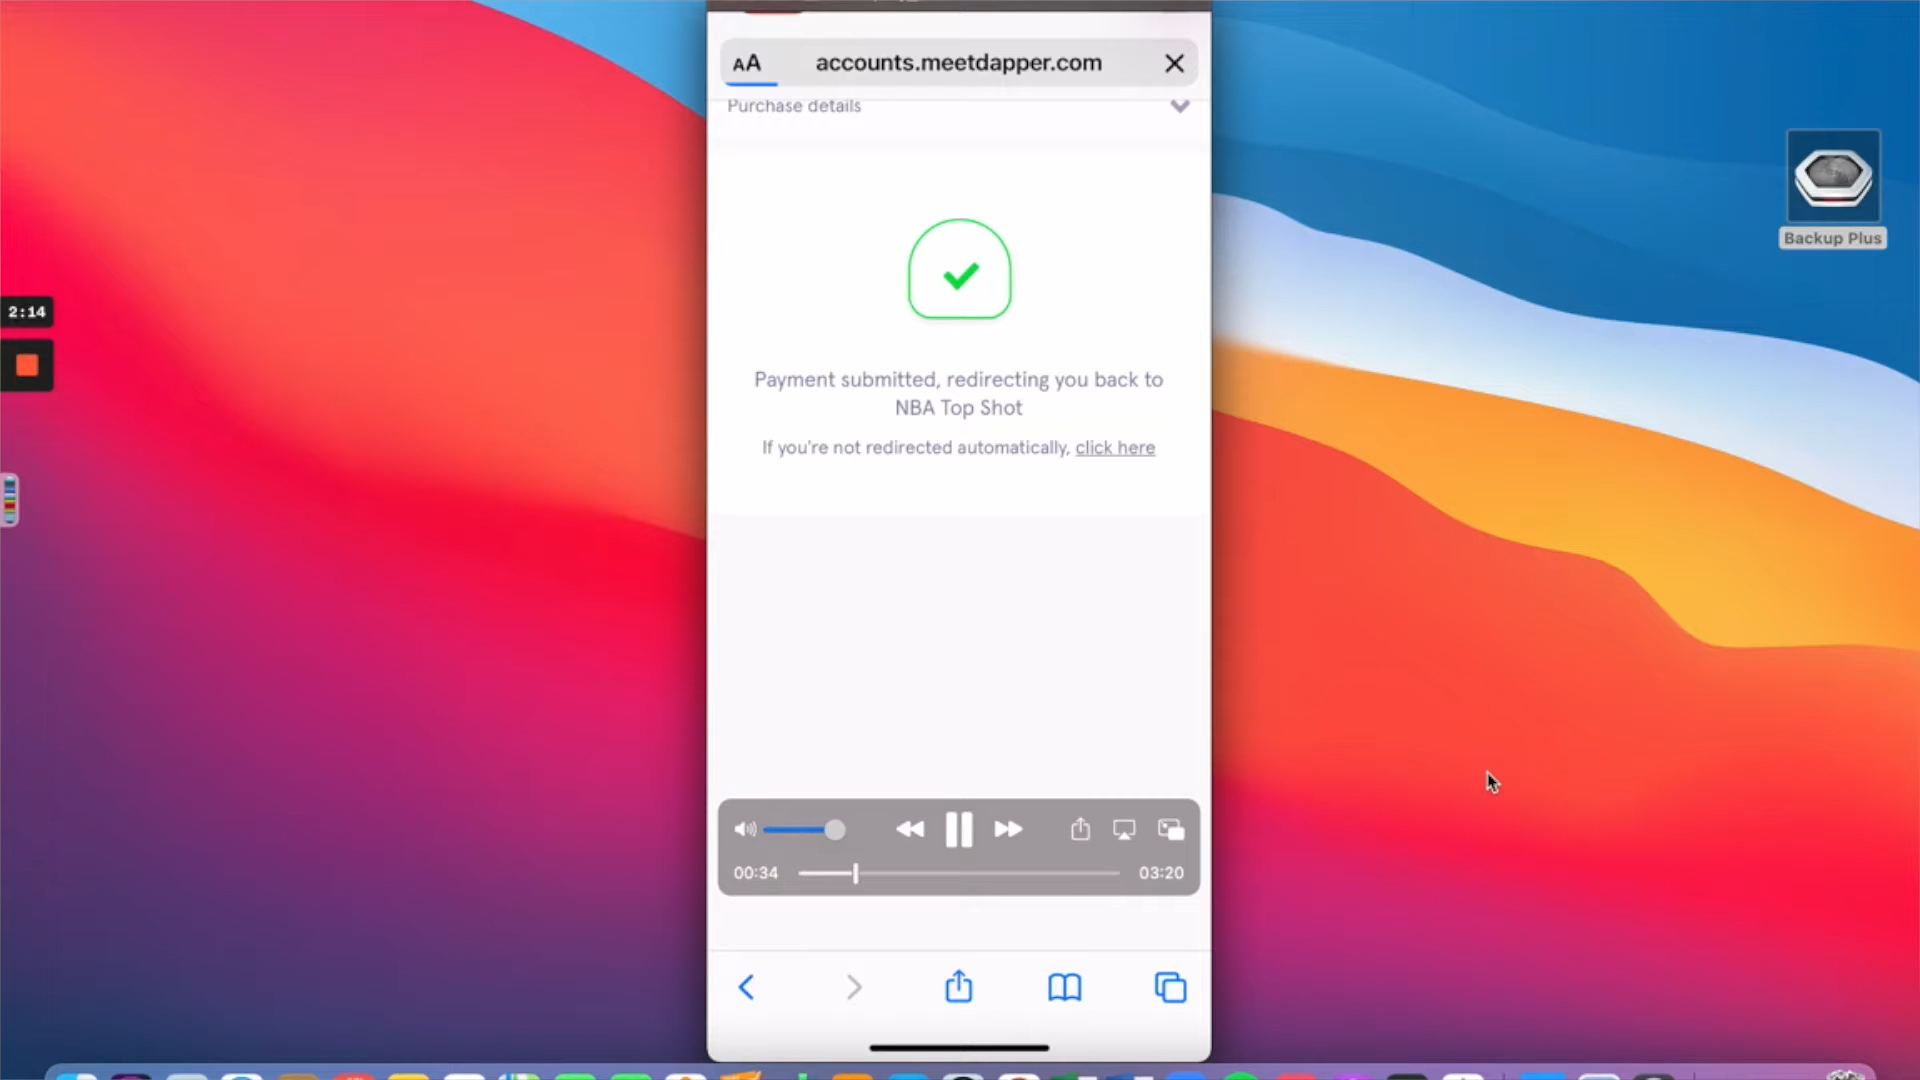 AA accounts.meetdapper.com
Purchase details
Backup Plus
2:14
Payment submitted, redirecting you back to
NBA Top Shot
If you're not redirected automatically, click here
00:34
03:20